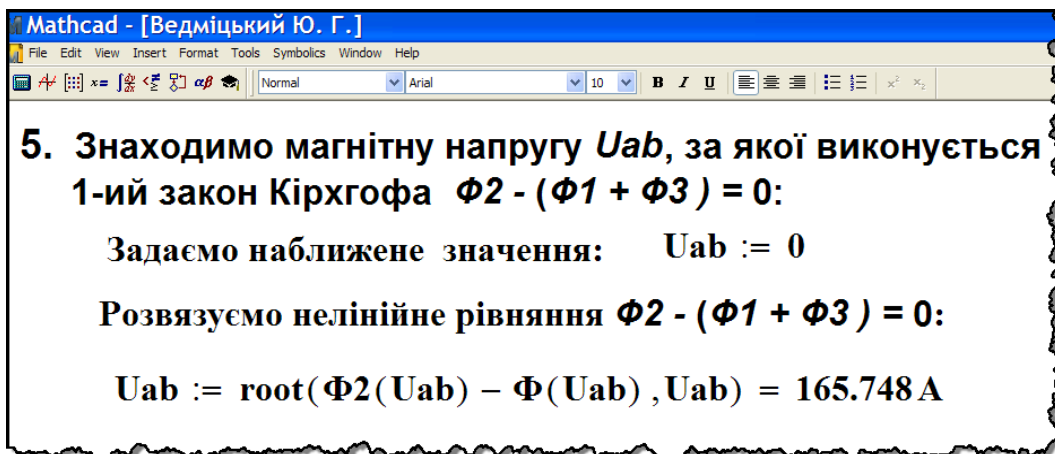 Mathcad - [Ведміцький Ю. Г.]
File Edit View Insert Format Tools Symbolics Window Help
Normal Arial 10 B I U
5. Знаходимо магнітну напругу Uab, за якої виконується
1-ий закон Кірхгофа Ф2 - (Ф1 + Ф3 ) = 0:
Задаємо наближене значення: Uab := 0
Розвязуємо нелінійне рівняння Ф2 - (Ф1 + Ф3 ) = 0:
Uab := root(Ф2(Uab) − Ф(Uab) ,Uab) = 165.748 A